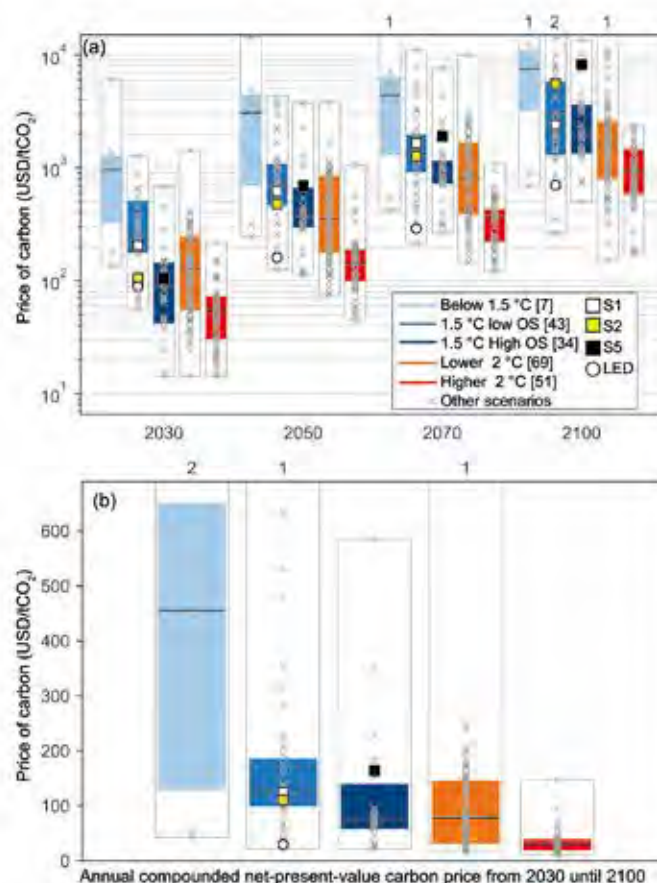 1 1 2 1
(a)
10⁴
10³
10²
10¹
Price of carbon (USD/tCO₂)
Below 1.5 °C [7]
1.5 °C low OS [43]
1.5 °C High OS [34]
Lower 2 °C [69]
Higher 2 °C [51]
Other scenarios
S1
S2
S5
LED
2030 2050 2070 2100
2 1 1
(b)
600
500
400
300
200
100
0
Price of carbon (USD/tCO₂)
Annual compounded net-present-value carbon price from 2030 until 2100